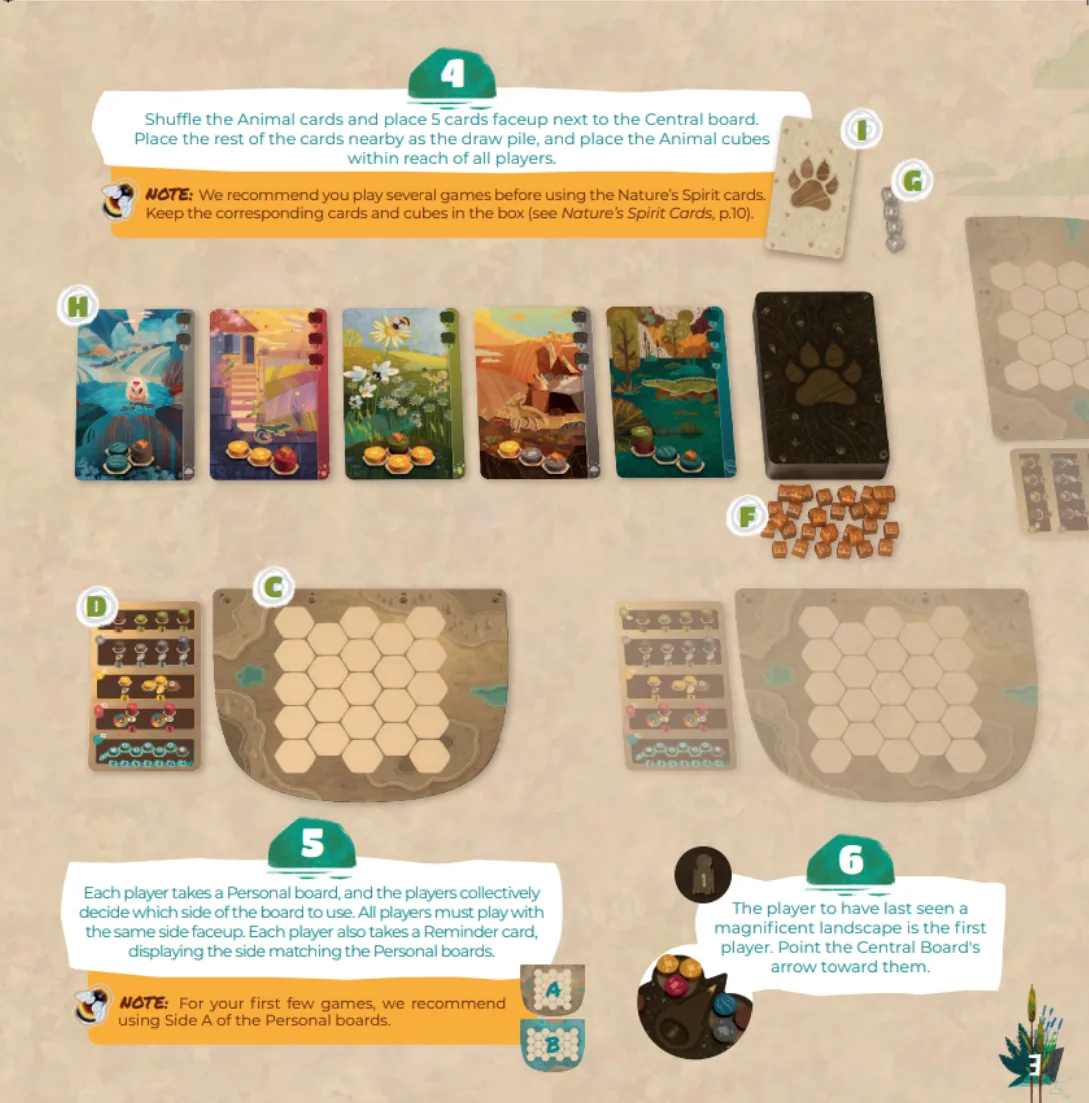 4
Shuffle the Animal cards and place 5 cards faceup next to the Central board.
Place the rest of the cards nearby as the draw pile, and place the Animal cubes
within reach of all players.
NOTE: We recommend you play several games before using the Nature's Spirit cards.
Keep the corresponding cards and cubes in the box (see Nature's Spirit Cards, p.10).
I
G
H
F
D
C
5
Each player takes a Personal board, and the players collectively
decide which side of the board to use. All players must play with
the same side faceup. Each player also takes a Reminder card,
displaying the side matching the Personal boards.
NOTE: For your first few games, we recommend
using Side A of the Personal boards.
A
B
1
6
The player to have last seen a
magnificent landscape is the first
player. Point the Central Board's
arrow toward them.
3